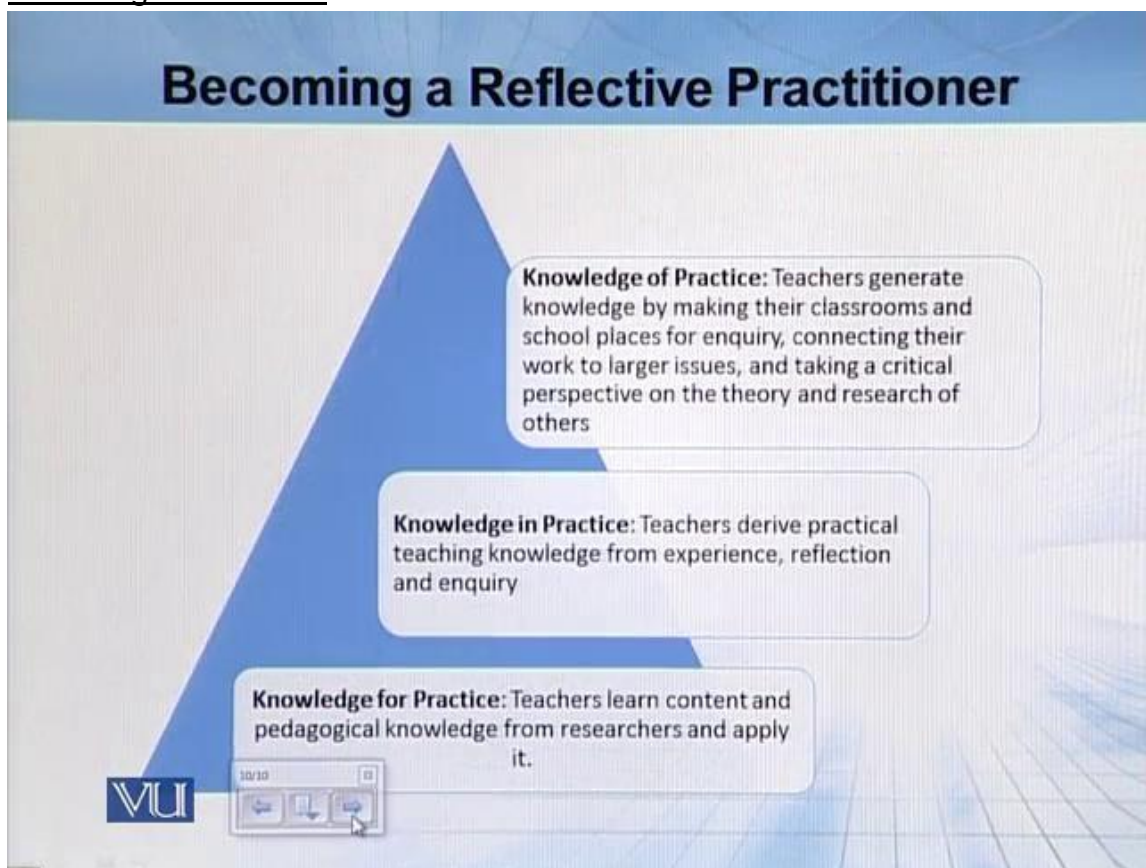 Becoming a Reflective Practitioner
Knowledge of Practice: Teachers generate
knowledge by making their classrooms and
school places for enquiry, connecting their
work to larger issues, and taking a critical
perspective on the theory and research of
others
Knowledge in Practice: Teachers derive practical
teaching knowledge from experience, reflection
and enquiry
Knowledge for Practice: Teachers learn content and
pedagogical knowledge from researchers and apply
it.
VU
10/10